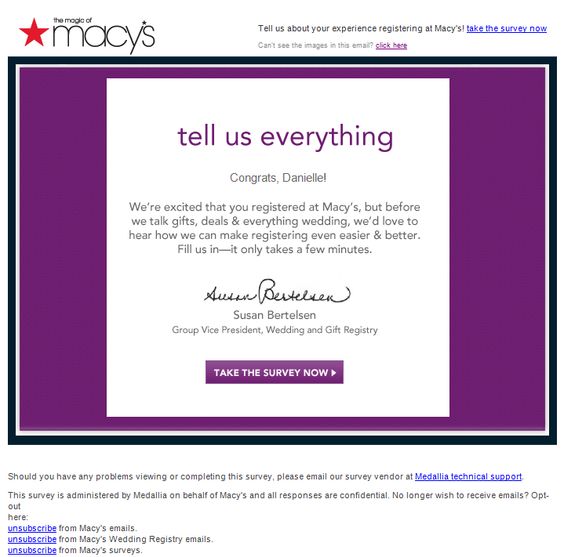 the magic of
macy's
Tell us about your experience registering at Macy's! take the survey now
Can't see the images in this email? click here
tell us everything
Congrats, Danielle!
We're excited that you registered at Macy's, but before
we talk gifts, deals & everything wedding, we'd love to
hear how we can make registering even easier & better.
Fill us in—it only takes a few minutes.
Susan Bertelsen
Susan Bertelsen
Group Vice President, Wedding and Gift Registry
TAKE THE SURVEY NOW
Should you have any problems viewing or completing this survey, please email our survey vendor at Medallia technical support.
This survey is administered by Medallia on behalf of Macy's and all responses are confidential. No longer wish to receive emails? Opt-
out
here:
unsubscribe from Macy's emails.
unsubscribe from Macy's Wedding Registry emails.
unsubscribe from Macy's surveys.